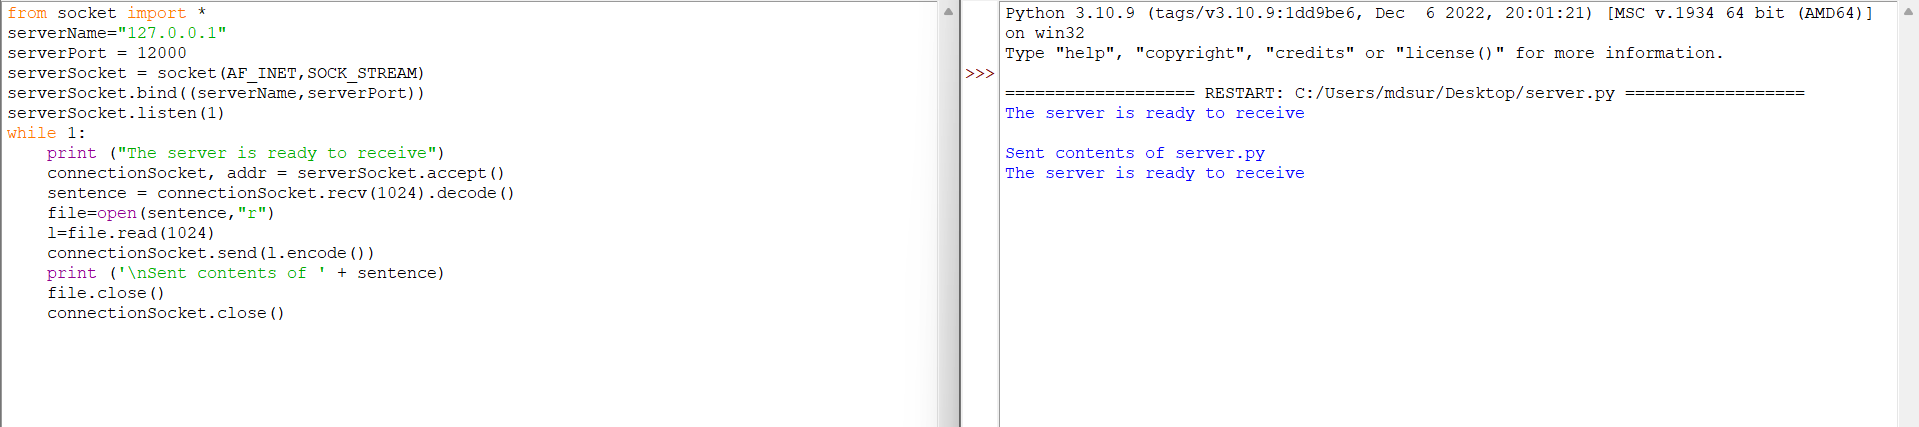 from socket import *
serverName="127.0.0.1"
serverPort = 12000
serverSocket = socket(AF_INET,SOCK_STREAM)
serverSocket.bind((serverName,serverPort))
serverSocket.listen(1)
while 1:
    print ("The server is ready to receive")
    connectionSocket, addr = serverSocket.accept()
    sentence = connectionSocket.recv(1024).decode()
    file=open(sentence,"r")
    l=file.read(1024)
    connectionSocket.send(l.encode())
    print ('\nSent contents of ' + sentence)
    file.close()
    connectionSocket.close()
Python 3.10.9 (tags/v3.10.9:1dd9be6, Dec  6 2022, 20:01:21) [MSC v.1934 64 bit (AMD64)]
on win32
Type "help", "copyright", "credits" or "license()" for more information.
>>>
=================== RESTART: C:/Users/mdsur/Desktop/server.py ==================
The server is ready to receive
Sent contents of server.py
The server is ready to receive